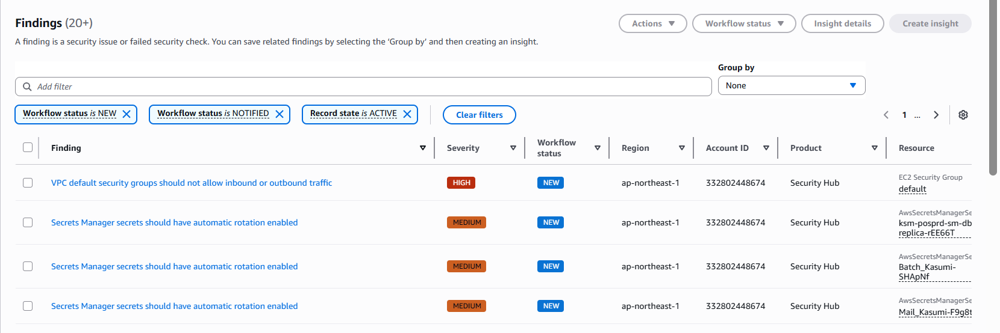 Findings (20+)
Actions
Workflow status
Insight details
Create insight
A finding is a security issue or failed security check. You can save related findings by selecting the ‘Group by’ and then creating an insight.
Group by
Add filter
None
Workflow status is NEW
Workflow status is NOTIFIED
Record state is ACTIVE
Clear filters
1 ...
Finding
Severity
Workflow
status
Region
Account ID
Product
Resource
VPC default security groups should not allow inbound or outbound traffic
HIGH
NEW
ap-northeast-1
332802448674
Security Hub
EC2 Security Group
default
Secrets Manager secrets should have automatic rotation enabled
MEDIUM
NEW
ap-northeast-1
332802448674
Security Hub
AwsSecretsManagerSe
ksm-posprd-sm-db
replica-rEE66T
Secrets Manager secrets should have automatic rotation enabled
MEDIUM
NEW
ap-northeast-1
332802448674
Security Hub
AwsSecretsManagerSe
Batch_Kasumi-
SHApNf
Secrets Manager secrets should have automatic rotation enabled
MEDIUM
NEW
ap-northeast-1
332802448674
Security Hub
AwsSecretsManagerSe
Mail_Kasumi-F9g8t